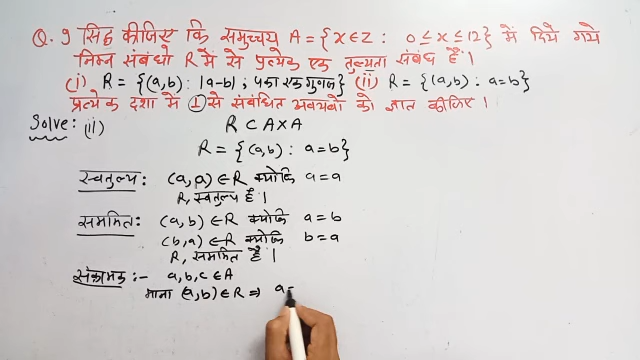 Q. 9 सिद्ध कीजिए कि समुच्चय A = {x∈Z : 0≤x≤12} में दिये गये
निम्न संबंधो R में से प्रत्येक एक तुल्यता संबंध है।
(i) R = {(a,b) : |a-b|, 4 का एक गुणज} (ii) R = {(a,b) : a=b}
प्रत्येक दशा में 1 से संबंधित अवयवों को ज्ञात कीजिए।
Solve: (ii) R ⊂ A×A
R = {(a,b) : a=b}
स्वतुल्य: (a,a) ∈ R क्योंकि a=a
R, स्वतुल्य है।
सममित: (a,b) ∈ R क्योंकि a=b
(b,a) ∈ R क्योंकि b=a
R, सममित है।
संक्रामक:- a,b,c ∈ A
माना (a,b) ∈ R ⇒ a=